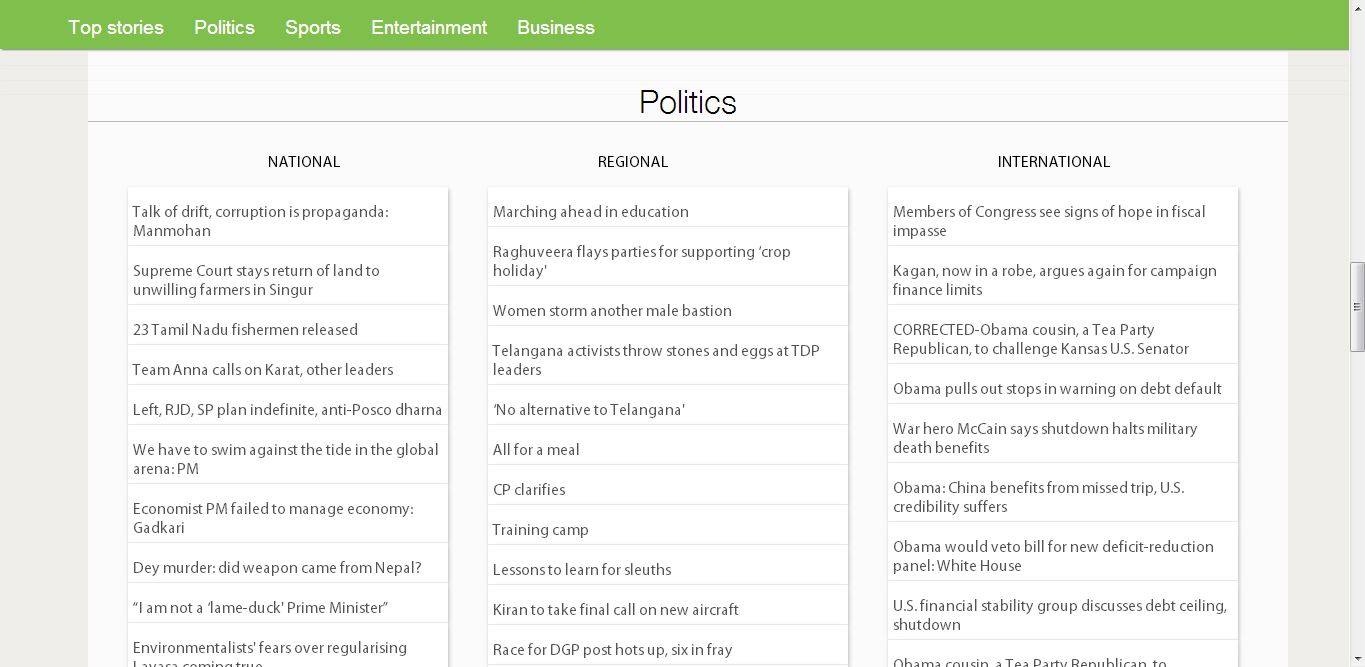 Top stories Politics Sports Entertainment Business
Politics
NATIONAL
Talk of drift, corruption is propaganda:
Manmohan
Supreme Court stays return of land to
unwilling farmers in Singur
23 Tamil Nadu fishermen released
Team Anna calls on Karat, other leaders
Left, RJD, SP plan indefinite, anti-Posco dharna
We have to swim against the tide in the global
arena: PM
Economist PM failed to manage economy:
Gadkari
Dey murder: did weapon came from Nepal?
“I am not a ‘lame-duck' Prime Minister”
Environmentalists' fears over regularising
Lavasa coming true
REGIONAL
Marching ahead in education
Raghuveera flays parties for supporting ‘crop
holiday'
Women storm another male bastion
Telangana activists throw stones and eggs at TDP
leaders
‘No alternative to Telangana'
All for a meal
CP clarifies
Training camp
Lessons to learn for sleuths
Kiran to take final call on new aircraft
Race for DGP post hots up, six in fray
INTERNATIONAL
Members of Congress see signs of hope in fiscal
impasse
Kagan, now in a robe, argues again for campaign
finance limits
CORRECTED-Obama cousin, a Tea Party
Republican, to challenge Kansas U.S. Senator
Obama pulls out stops in warning on debt default
War hero McCain says shutdown halts military
death benefits
Obama: China benefits from missed trip, U.S.
credibility suffers
Obama would veto bill for new deficit-reduction
panel: White House
U.S. financial stability group discusses debt ceiling,
shutdown
Obama cousin, a Tea Party Republican, to